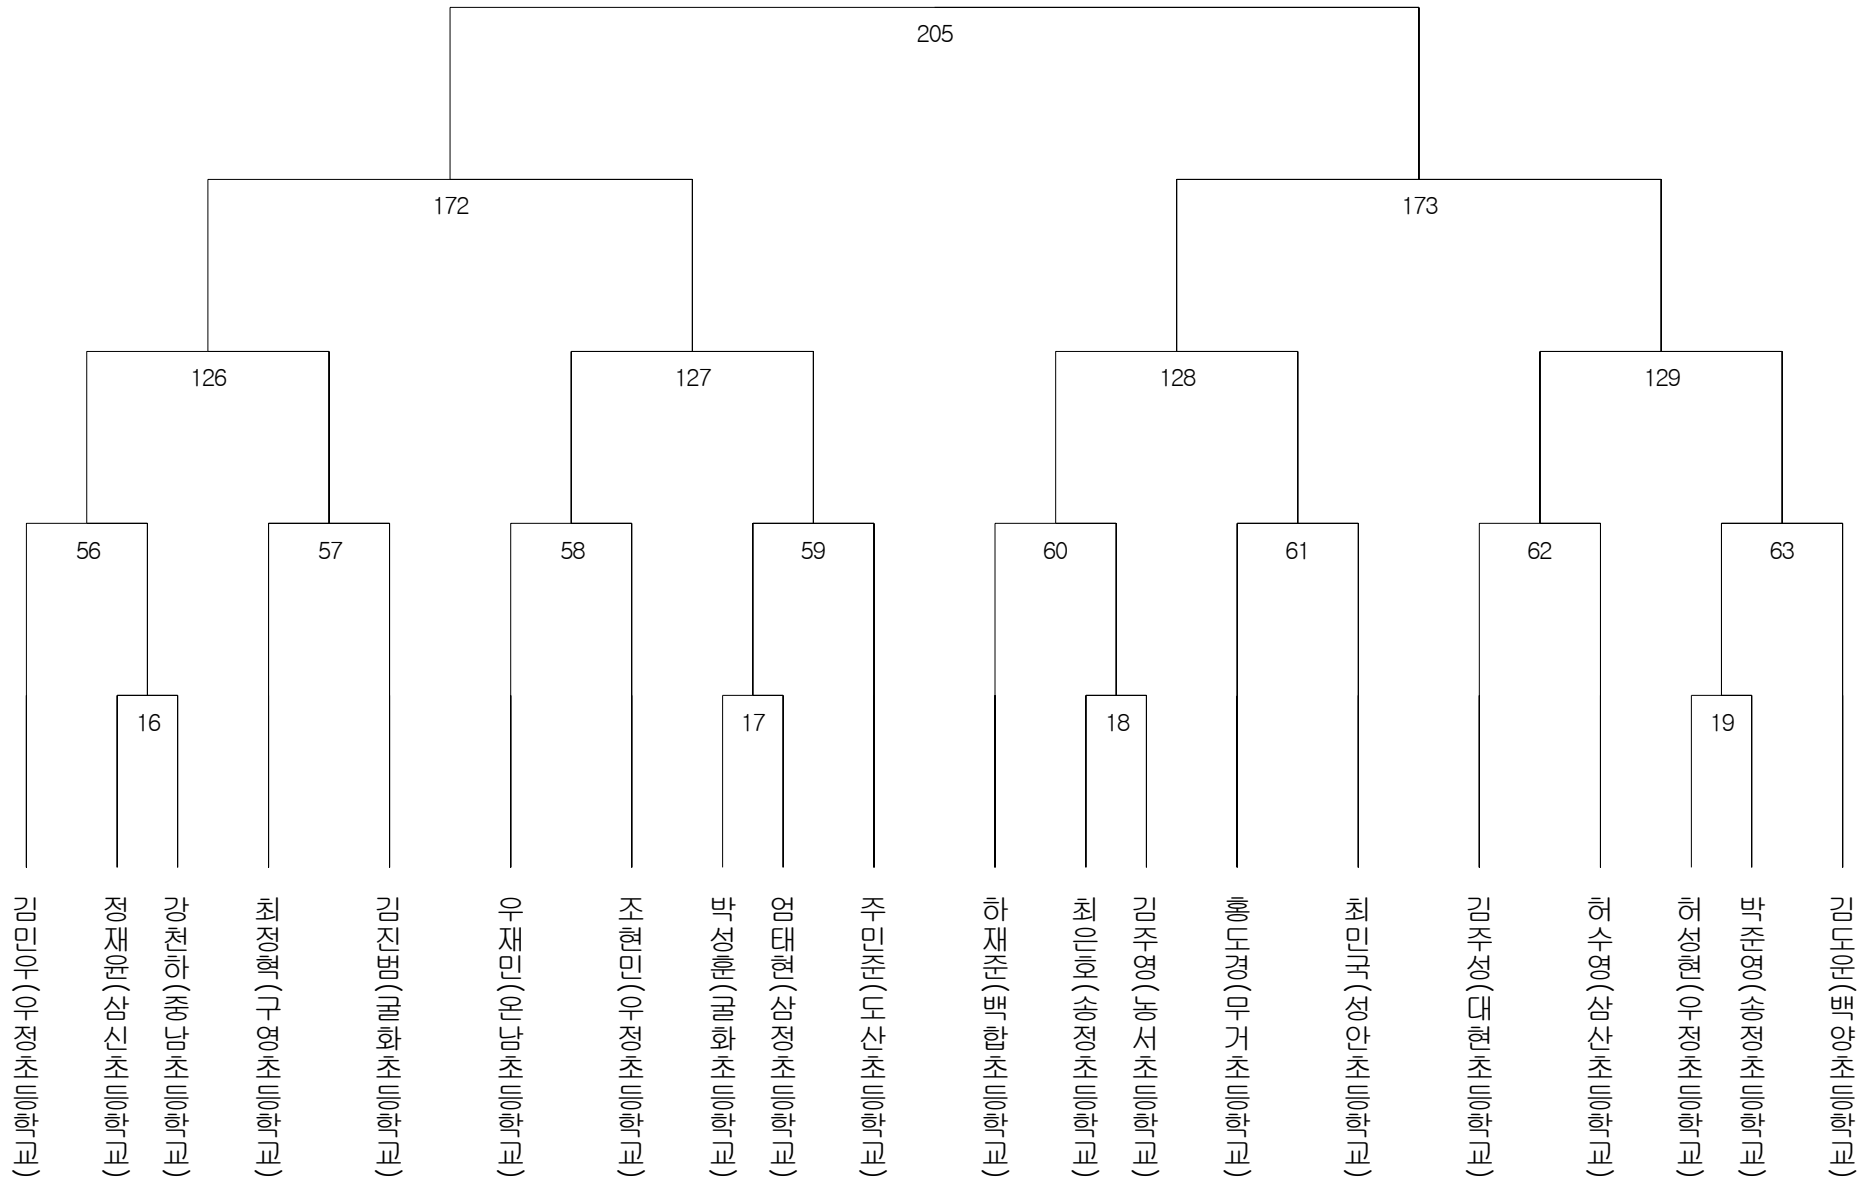 205
172
173
126
127
128
129
56
57
58
59
60
61
62
63
16
17
18
19
김민우(우정초등학교)
정재윤(삼신초등학교)
강천하(중남초등학교)
최정혁(구영초등학교)
김진범(굴화초등학교)
우재민(온남초등학교)
조현민(우정초등학교)
박성훈(굴화초등학교)
엄태현(삼정초등학교)
주민준(도산초등학교)
하재준(백합초등학교)
최은호(송정초등학교)
김주영(농서초등학교)
홍도경(무거초등학교)
최민국(성안초등학교)
김주성(대현초등학교)
허수영(삼산초등학교)
허성현(우정초등학교)
박준영(송정초등학교)
김도운(백양초등학교)